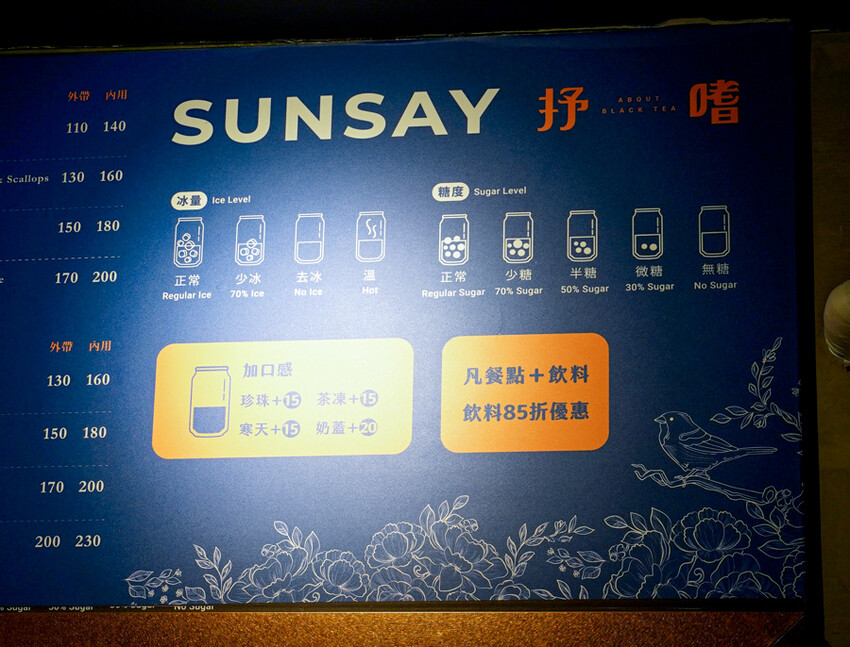 外帶 內用
110 140
& Scallops 130 160
150 180
170 200
外帶 內用
130 160
150 180
170 200
200 230
SUNSAY 抒 ABOUT BLACK TEA 嗜
冰量 Ice Level
正常 少冰 去冰 溫
Regular Ice 70% Ice No Ice Hot
糖度 Sugar Level
正常 少糖 半糖 微糖 無糖
Regular Sugar 70% Sugar 50% Sugar 30% Sugar No Sugar
加口感
珍珠+15 茶凍+15
寒天+15 奶蓋+20
凡餐點+飲料
飲料85折優惠
No Sugar